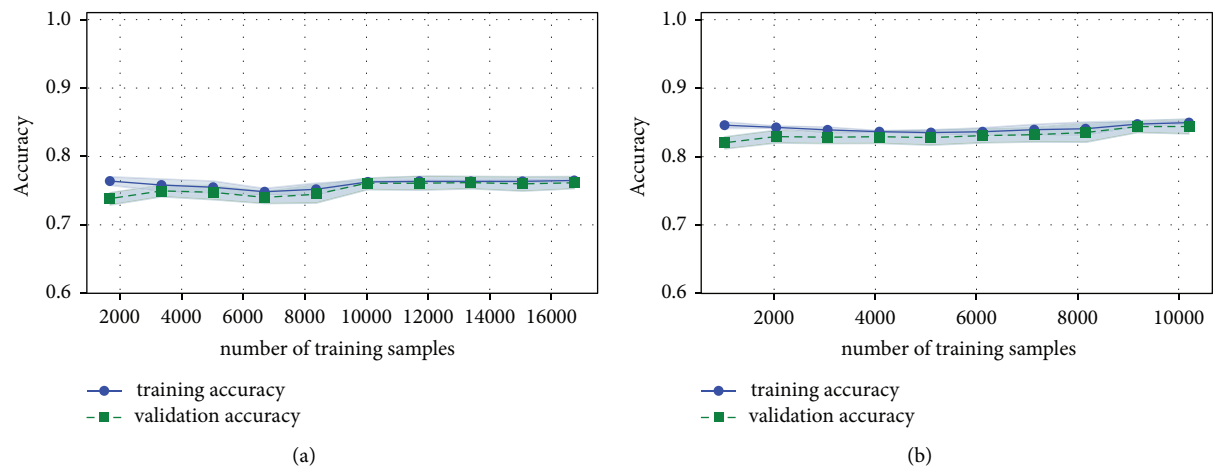 1.0
0.9
0.8
0.7
0.6
Accuracy
2000 4000 6000 8000 10000 12000 14000 16000
number of training samples
training accuracy
validation accuracy
(a)
1.0
0.9
0.8
0.7
0.6
Accuracy
2000 4000 6000 8000 10000
number of training samples
training accuracy
validation accuracy
(b)